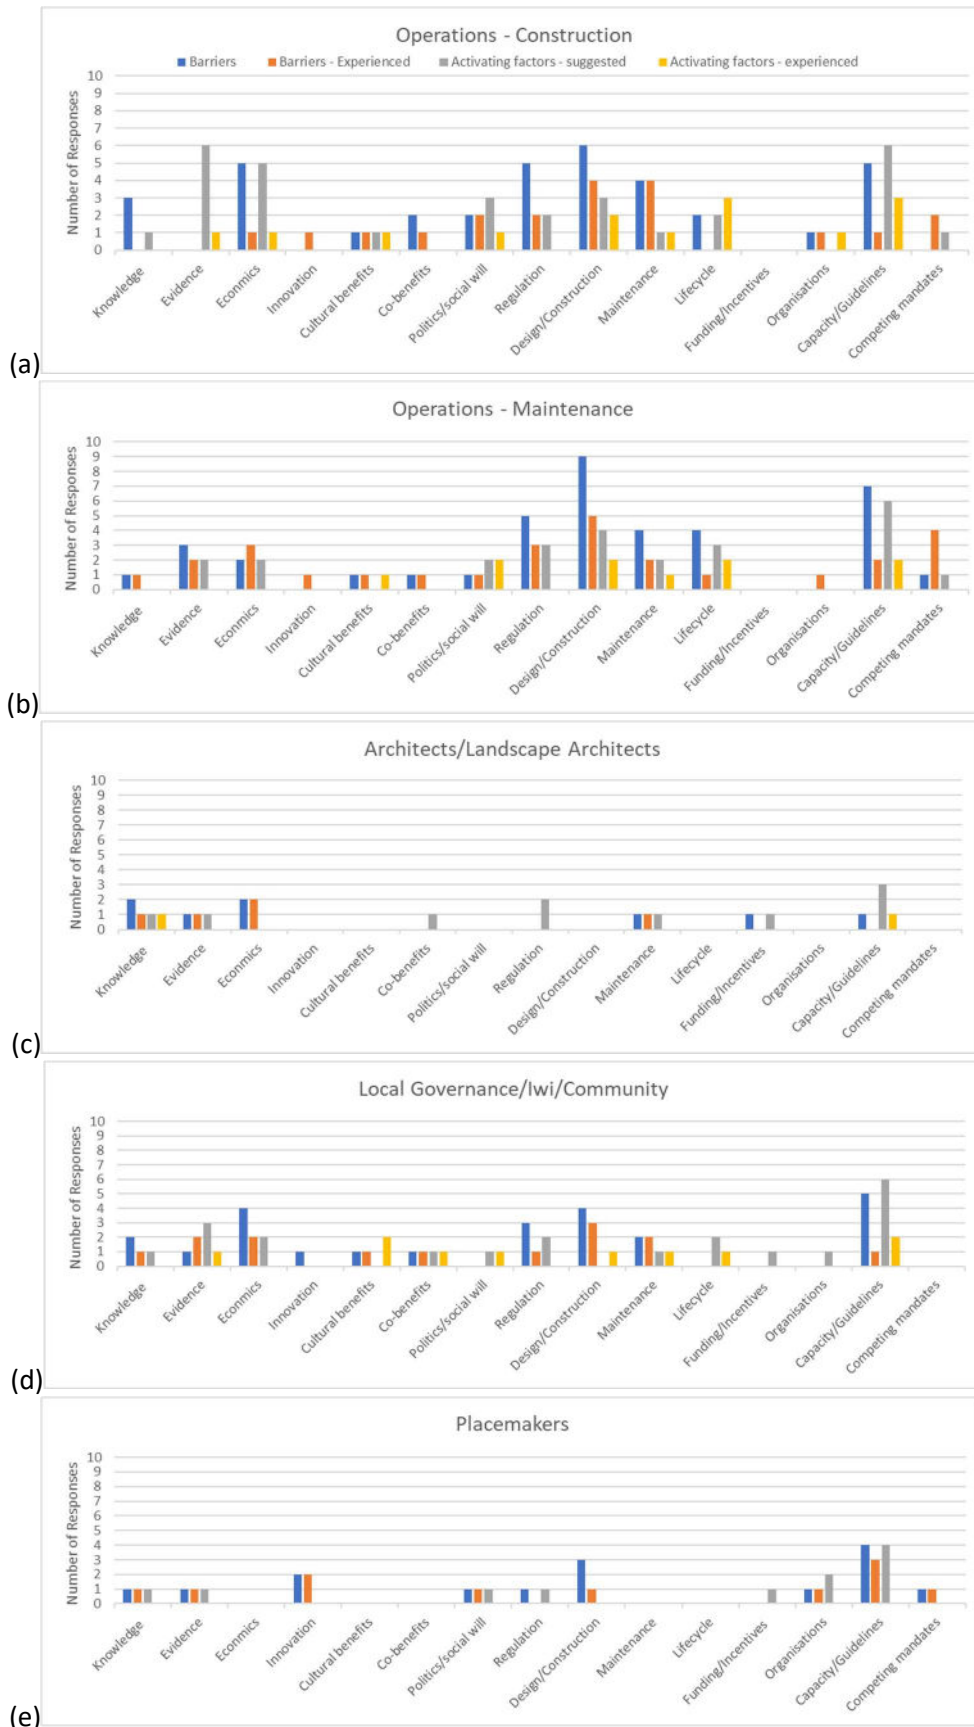 Operations - Construction
Barriers Barriers - Experienced Activating factors - suggested Activating factors - experienced
Number of Responses
10
9
8
7
6
5
4
3
2
1
0
Knowledge Evidence Econmics Innovation Cultural benefits Co-benefits Politics/social will Regulation Design/Construction Maintenance Lifecycle Funding/Incentives Organisations Capacity/Guidelines Competing mandates
(a)
Operations - Maintenance
Number of Responses
10
9
8
7
6
5
4
3
2
1
0
Knowledge Evidence Econmics Innovation Cultural benefits Co-benefits Politics/social will Regulation Design/Construction Maintenance Lifecycle Funding/Incentives Organisations Capacity/Guidelines Competing mandates
(b)
Architects/Landscape Architects
Number of Responses
10
9
8
7
6
5
4
3
2
1
0
Knowledge Evidence Econmics Innovation Cultural benefits Co-benefits Politics/social will Regulation Design/Construction Maintenance Lifecycle Funding/Incentives Organisations Capacity/Guidelines Competing mandates
(c)
Local Governance/Iwi/Community
Number of Responses
10
9
8
7
6
5
4
3
2
1
0
Knowledge Evidence Econmics Innovation Cultural benefits Co-benefits Politics/social will Regulation Design/Construction Maintenance Lifecycle Funding/Incentives Organisations Capacity/Guidelines Competing mandates
(d)
Placemakers
Number of Responses
10
9
8
7
6
5
4
3
2
1
0
Knowledge Evidence Econmics Innovation Cultural benefits Co-benefits Politics/social will Regulation Design/Construction Maintenance Lifecycle Funding/Incentives Organisations Capacity/Guidelines Competing mandates
(e)